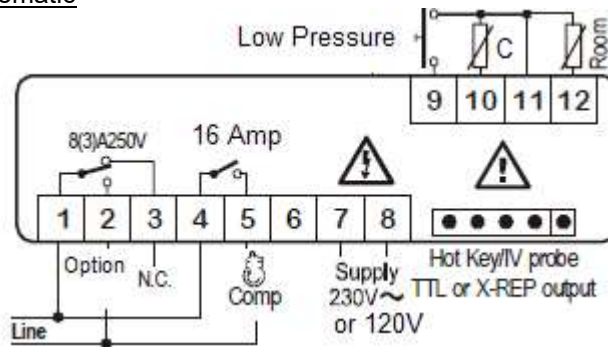 Low Pressure
C
Room
9 10 11 12
8(3)A250V
16 Amp
1 2 3 4 5 6 7 8
Option
N.C.
Comp
Supply
230V~
or 120V
Hot Key/IV probe
TTL or X-REP output
Line